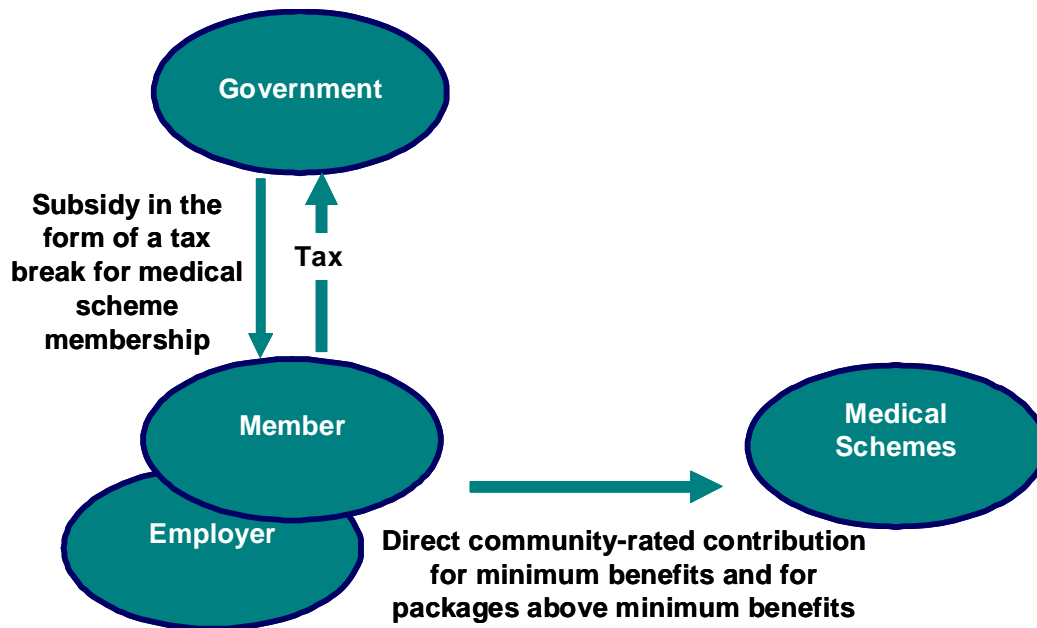 Government
Subsidy in the
form of a tax
break for medical
scheme
membership
Tax
Member
Employer
Medical
Schemes
Direct community-rated contribution
for minimum benefits and for
packages above minimum benefits